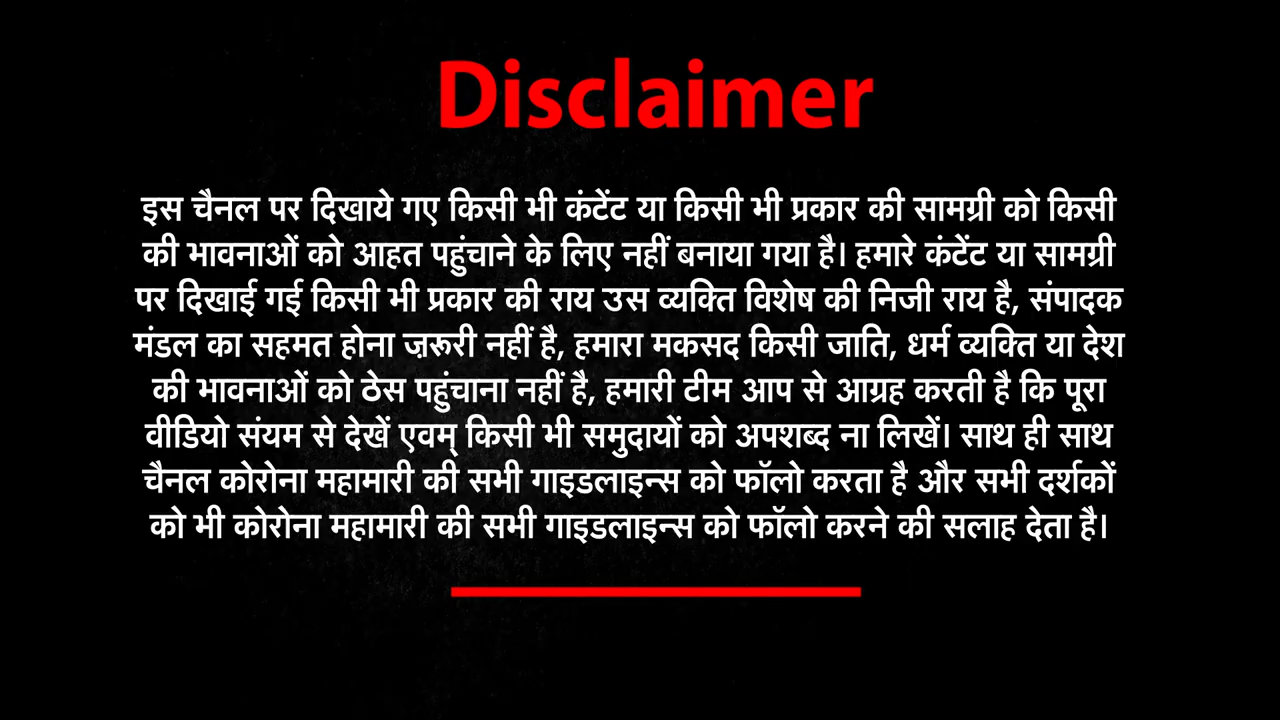 Disclaimer
इस चैनल पर दिखाये गए किसी भी कंटेंट या किसी भी प्रकार की सामग्री को किसी
की भावनाओं को आहत पहुंचाने के लिए नहीं बनाया गया है। हमारे कंटेंट या सामग्री
पर दिखाई गई किसी भी प्रकार की राय उस व्यक्ति विशेष की निजी राय है, संपादक
मंडल का सहमत होना ज़रूरी नहीं है, हमारा मकसद किसी जाति, धर्म व्यक्ति या देश
की भावनाओं को ठेस पहुंचाना नहीं है, हमारी टीम आप से आग्रह करती है कि पूरा
वीडियो संयम से देखें एवम् किसी भी समुदायों को अपशब्द ना लिखें। साथ ही साथ
चैनल कोरोना महामारी की सभी गाइडलाइन्स को फॉलो करता है और सभी दर्शकों
को भी कोरोना महामारी की सभी गाइडलाइन्स को फॉलो करने की सलाह देता है।